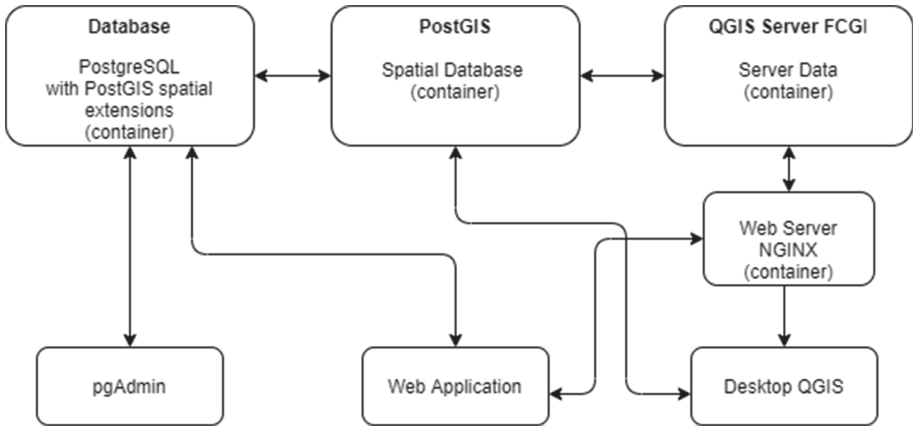 Database
PostgreSQL
with PostGIS spatial
extensions
(container)
PostGIS
Spatial Database
(container)
QGIS Server FCGI
Server Data
(container)
Web Server
NGINX
(container)
pgAdmin
Web Application
Desktop QGIS